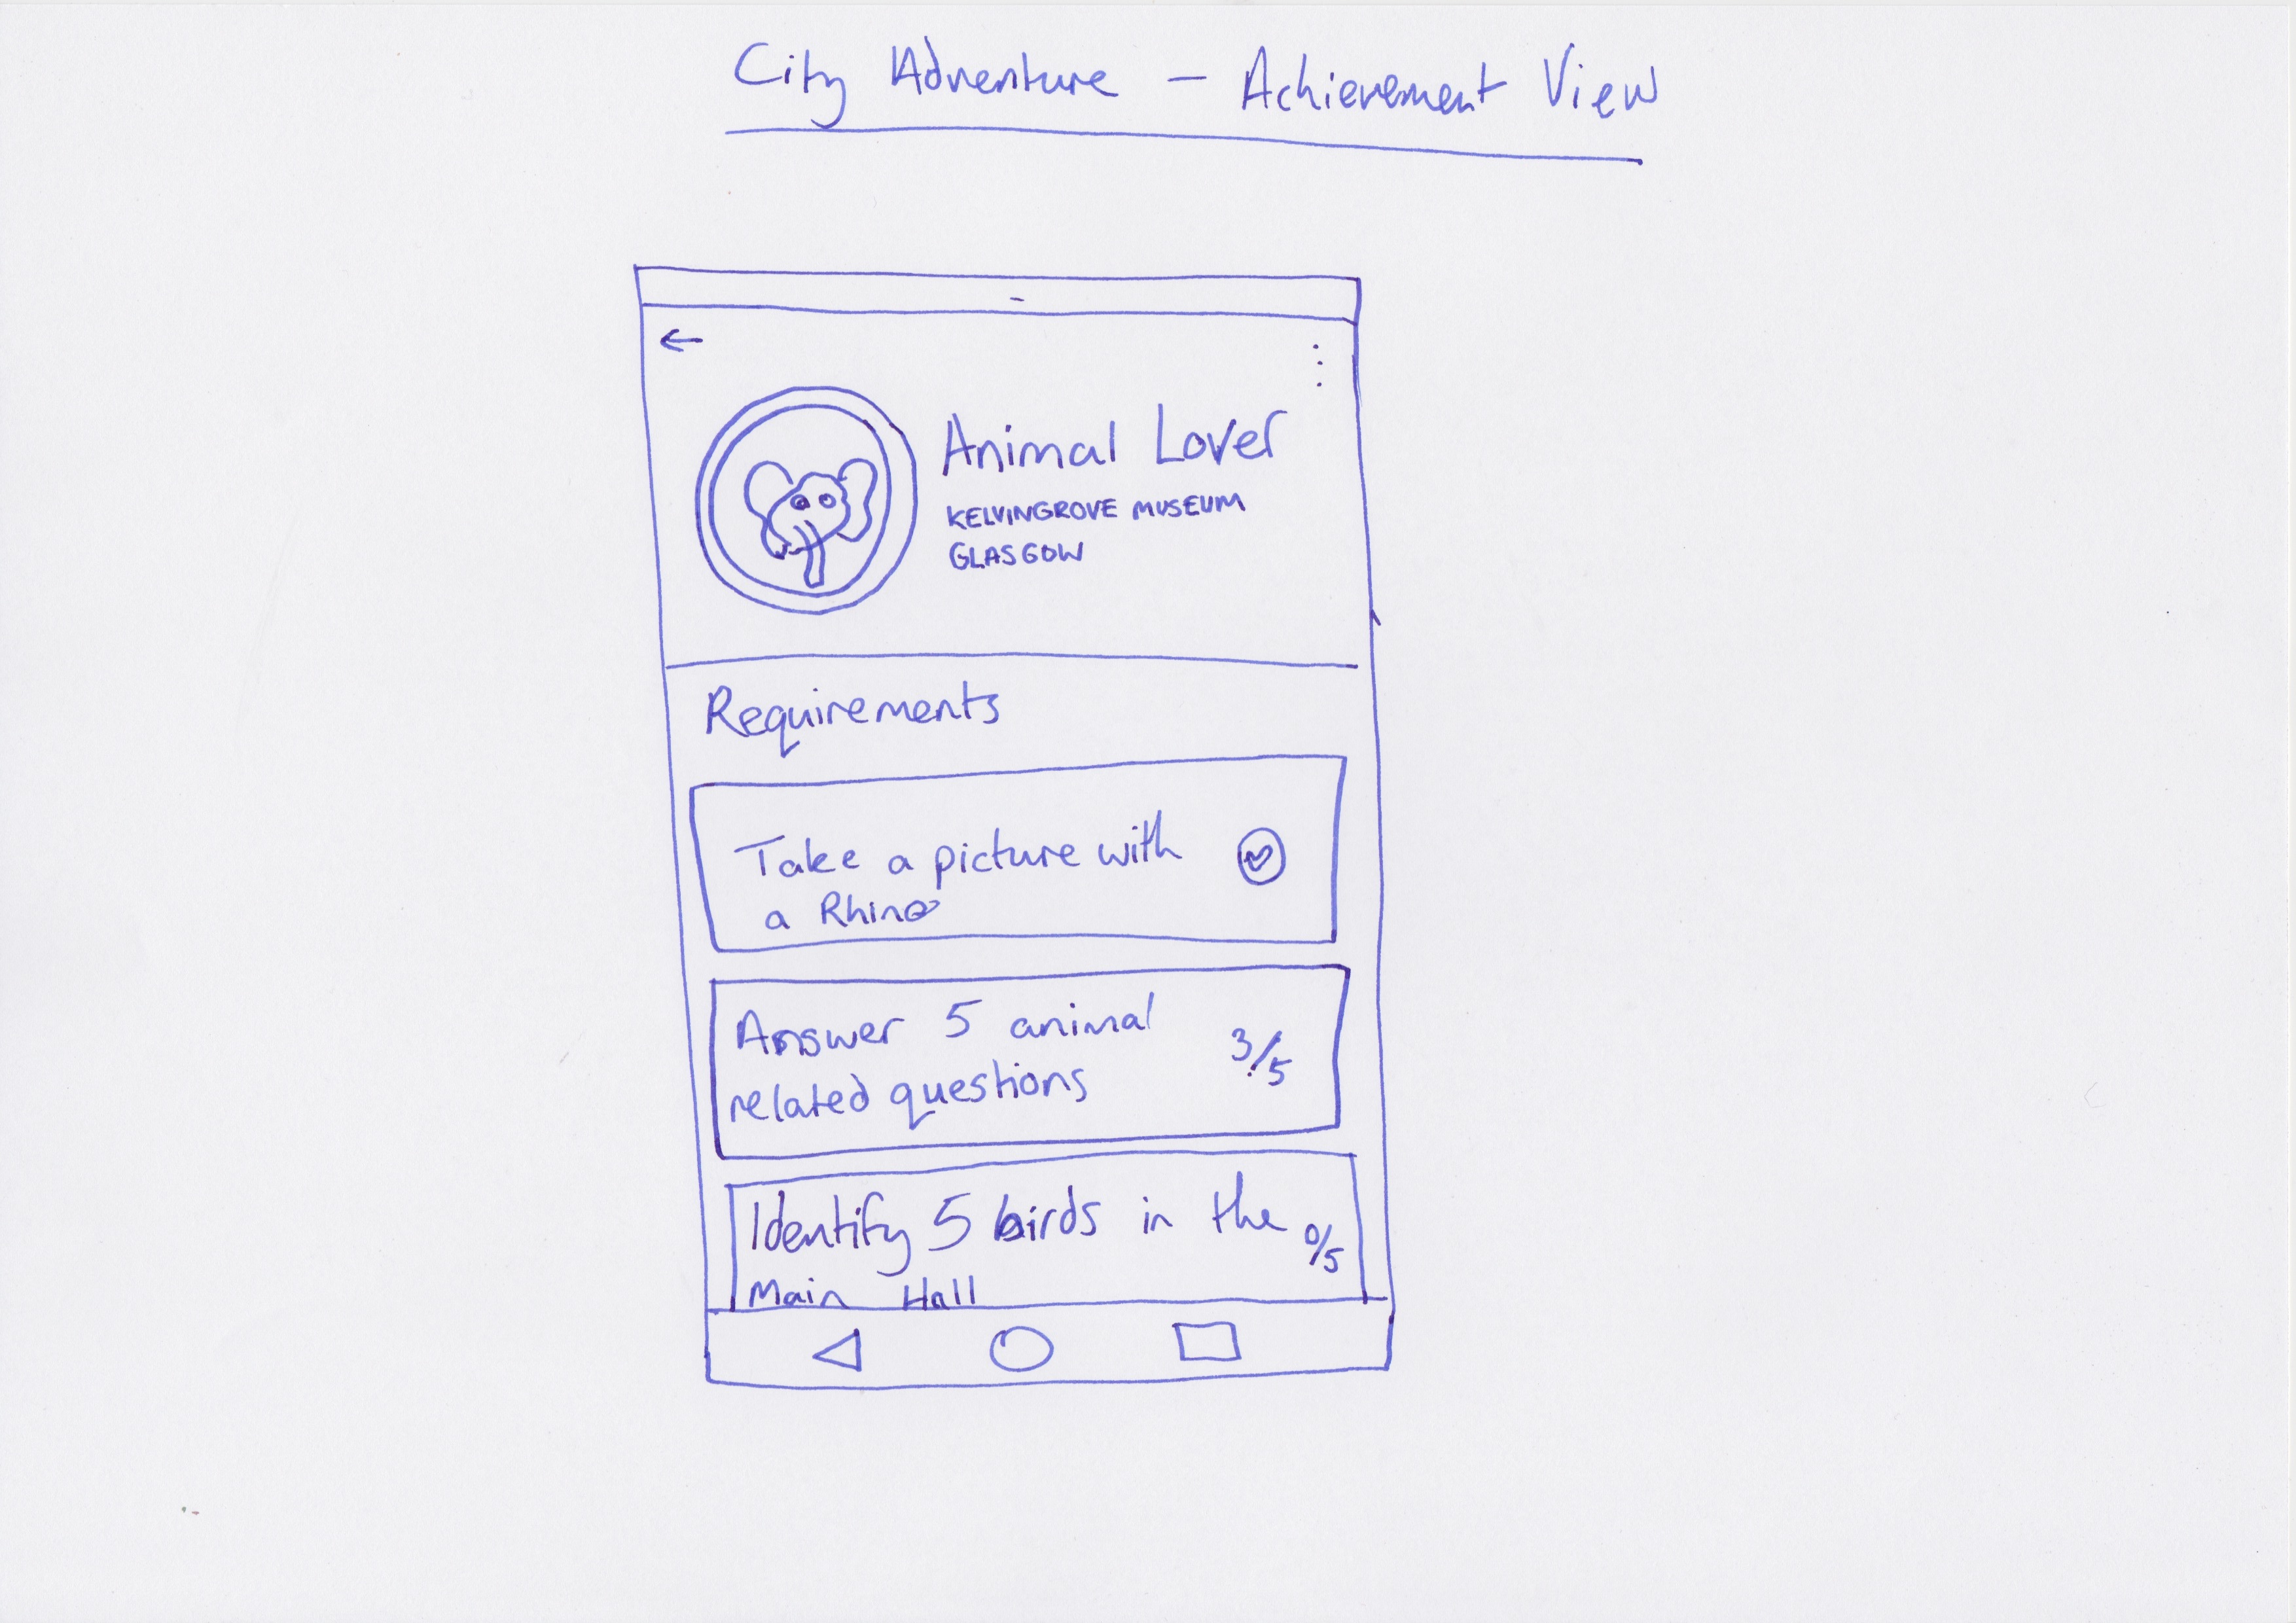 City Adventure - Achievement View
Animal Lover
KELVINGROVE MUSEUM
GLASGOW
Requirements
Take a picture with
a Rhino
Answer 5 animal
related questions
3/5
Identify 5 birds in the
0/5
Main Hall